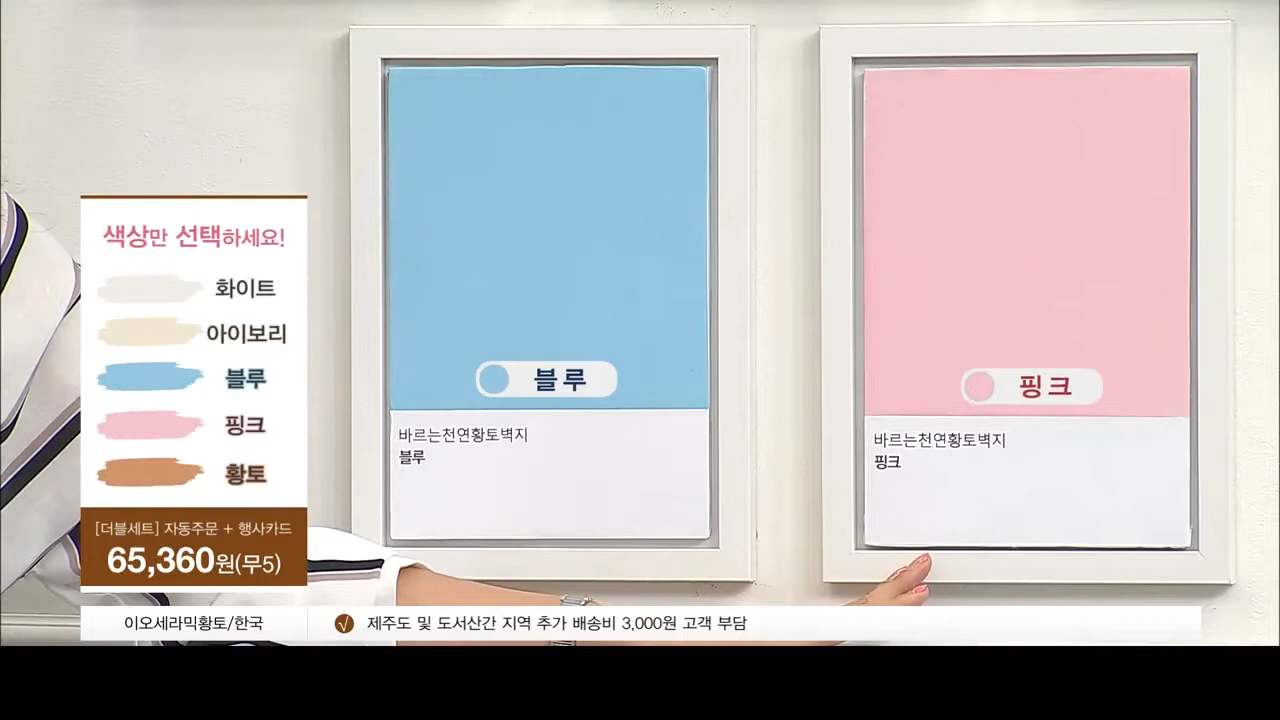 색상만 선택하세요!
화이트
아이보리
블루
핑크
황토
[더블세트] 자동주문 + 행사카드
65,360원(무5)
블루
바르는천연황토벽지
블루
핑크
바르는천연황토벽지
핑크
이오세라믹황토/한국
제주도 및 도서산간 지역 추가 배송비 3,000원 고객 부담